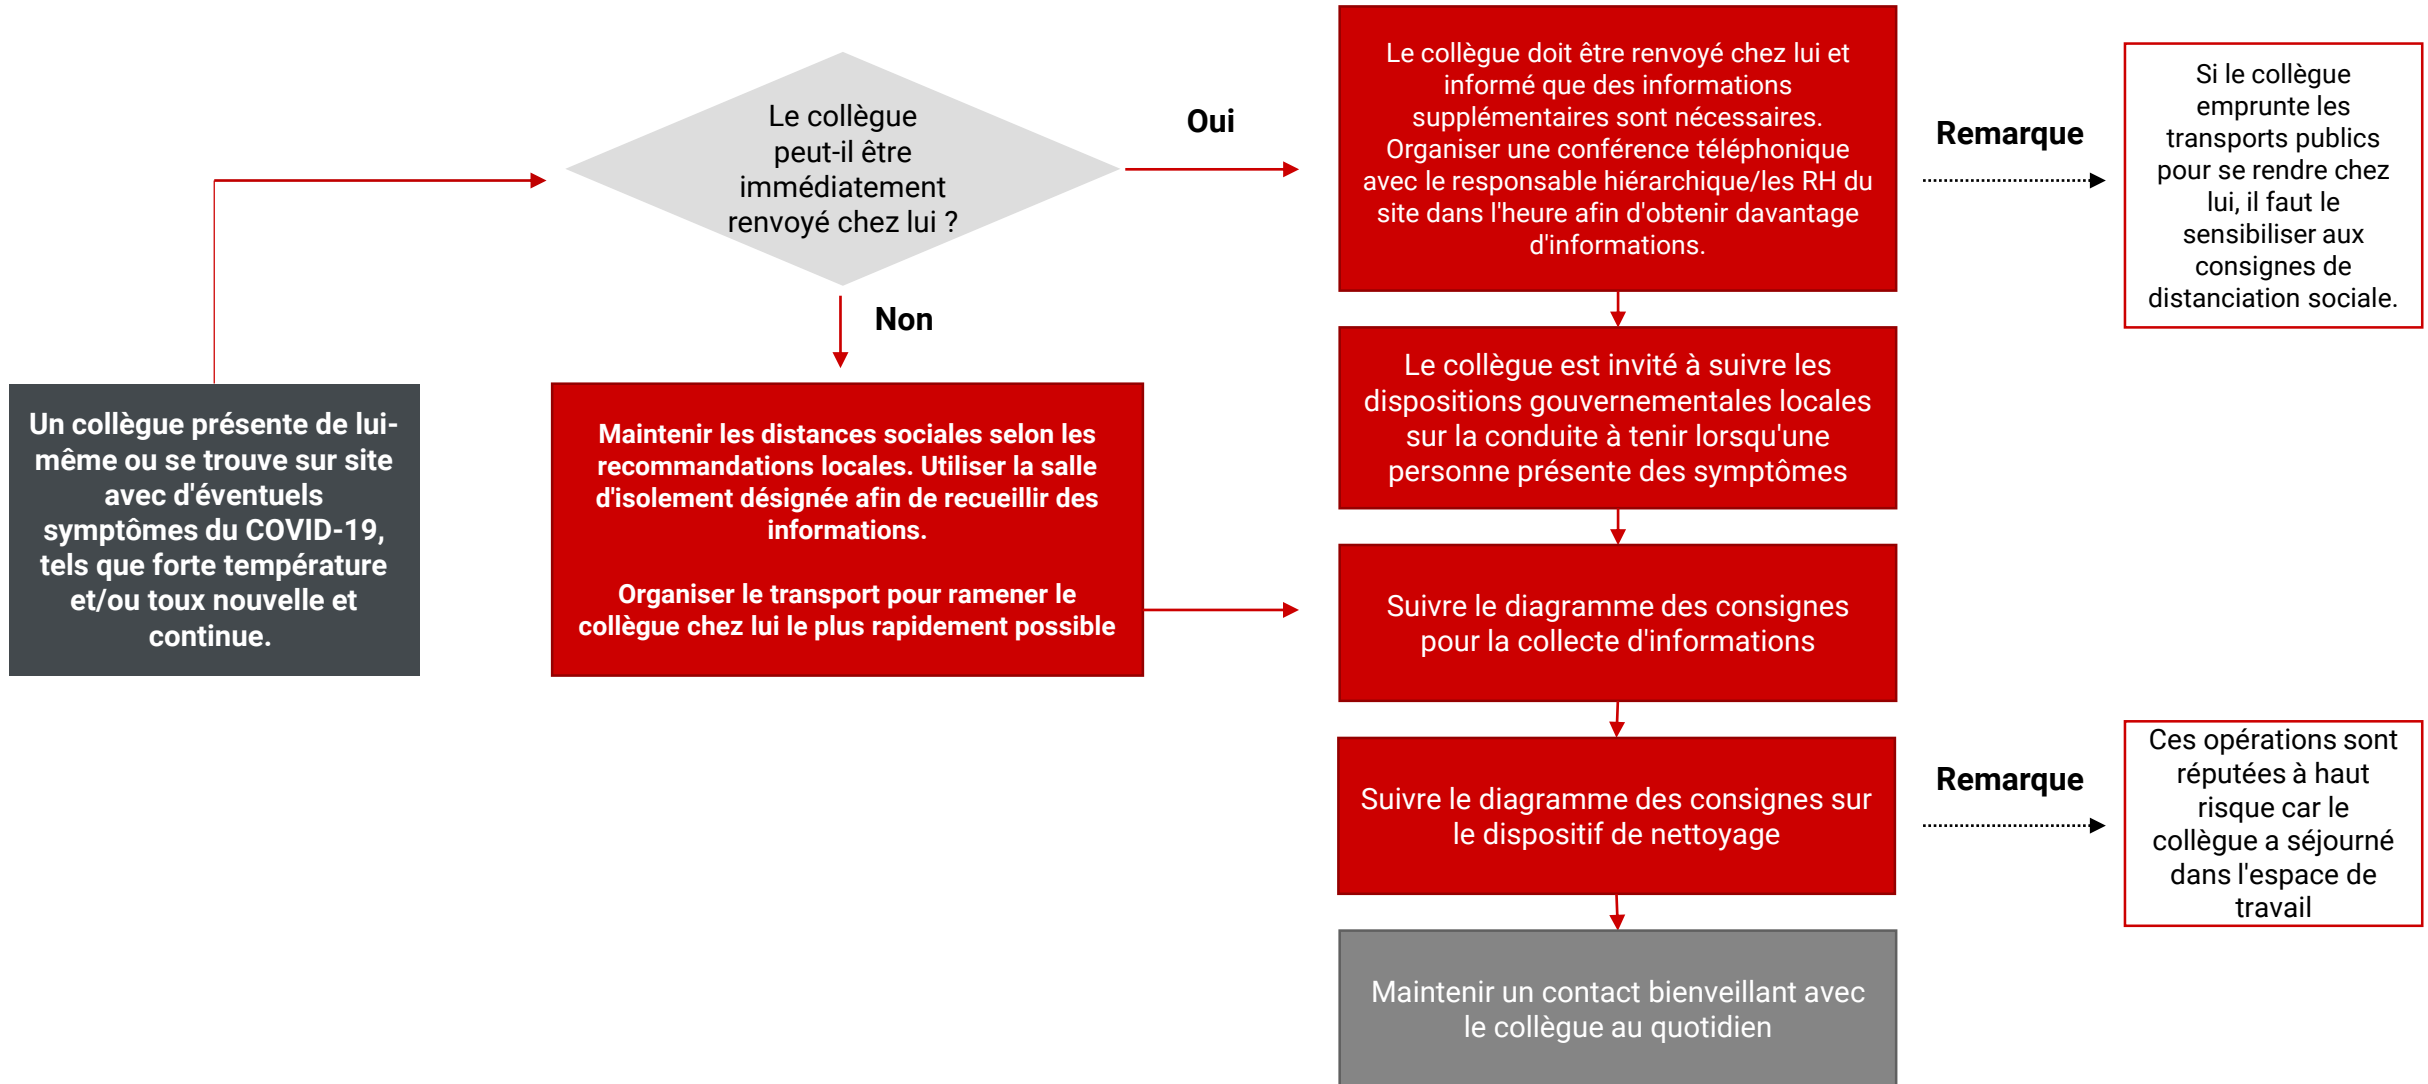 Un collègue présente de lui-
même ou se trouve sur site
avec d'éventuels
symptômes du COVID-19,
tels que forte température
et/ou toux nouvelle et
continue.
Le collègue
peut-il être
immédiatement
renvoyé chez lui ?
Oui
Non
Maintenir les distances sociales selon les
recommandations locales. Utiliser la salle
d'isolement désignée afin de recueillir des
informations.
Organiser le transport pour ramener le
collègue chez lui le plus rapidement possible
Le collègue doit être renvoyé chez lui et
informé que des informations
supplémentaires sont nécessaires.
Organiser une conférence téléphonique
avec le responsable hiérarchique/les RH du
site dans l'heure afin d'obtenir davantage
d'informations.
Remarque
Si le collègue
emprunte les
transports publics
pour se rendre chez
lui, il faut le
sensibiliser aux
consignes de
distanciation sociale.
Le collègue est invité à suivre les
dispositions gouvernementales locales
sur la conduite à tenir lorsqu'une
personne présente des symptômes
Suivre le diagramme des consignes
pour la collecte d'informations
Suivre le diagramme des consignes sur
le dispositif de nettoyage
Remarque
Ces opérations sont
réputées à haut
risque car le
collègue a séjourné
dans l'espace de
travail
Maintenir un contact bienveillant avec
le collègue au quotidien